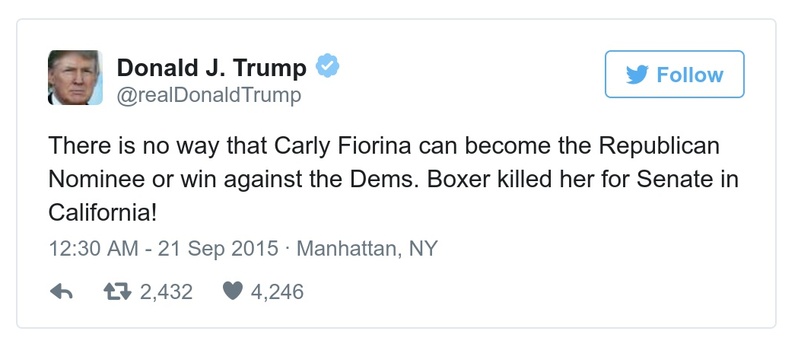 Donald J. Trump
Follow
@realDonaldTrump
There is no way that Carly Fiorina can become the Republican
Nominee or win against the Dems. Boxer killed her for Senate in
California!
12:30 AM - 21 Sep 2015 · Manhattan, NY
2,432 4,246